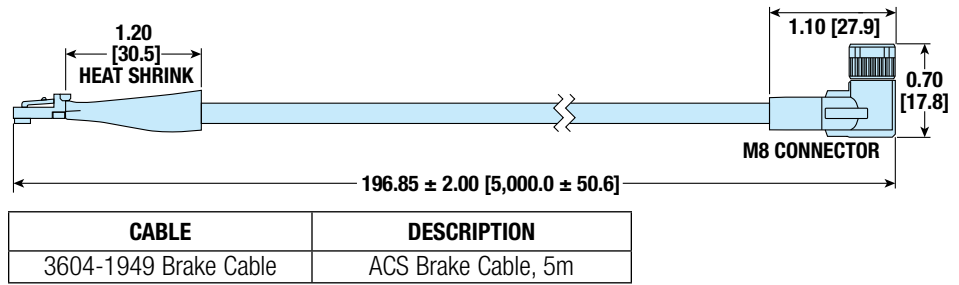 1.20
[30.5]
HEAT SHRINK
1.10 [27.9]
0.70
[17.8]
M8 CONNECTOR
196.85 ± 2.00 [5,000.0 ± 50.6]
CABLE DESCRIPTION
3604-1949 Brake Cable ACS Brake Cable, 5m